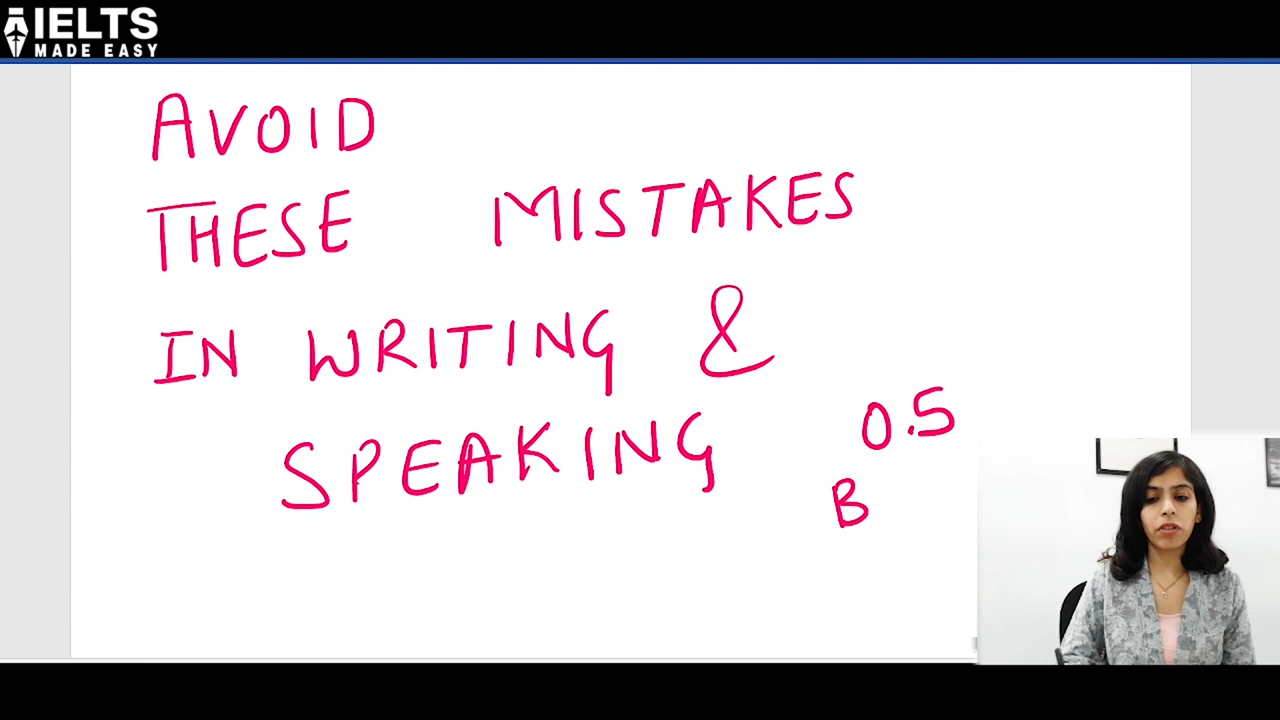 IELTS
MADE EASY
AVOID
THESE MISTAKES
IN WRITING &
SPEAKING
0.5
B